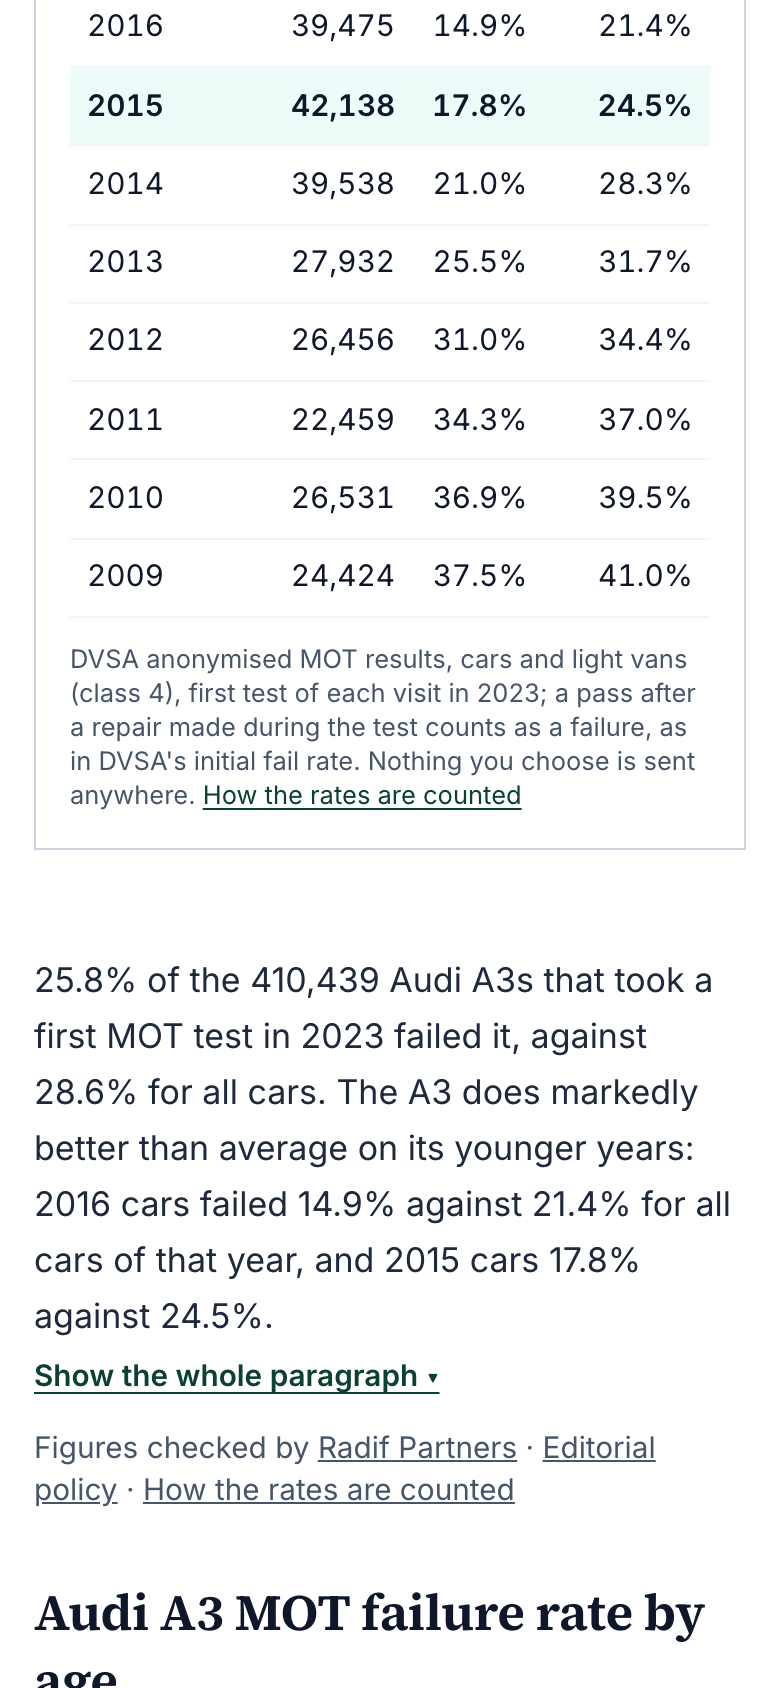 2016 39,475 14.9% 21.4%
2015 42,138 17.8% 24.5%
2014 39,538 21.0% 28.3%
2013 27,932 25.5% 31.7%
2012 26,456 31.0% 34.4%
2011 22,459 34.3% 37.0%
2010 26,531 36.9% 39.5%
2009 24,424 37.5% 41.0%
DVSA anonymised MOT results, cars and light vans
(class 4), first test of each visit in 2023; a pass after
a repair made during the test counts as a failure, as
in DVSA's initial fail rate. Nothing you choose is sent
anywhere. How the rates are counted
25.8% of the 410,439 Audi A3s that took a
first MOT test in 2023 failed it, against
28.6% for all cars. The A3 does markedly
better than average on its younger years:
2016 cars failed 14.9% against 21.4% for all
cars of that year, and 2015 cars 17.8%
against 24.5%.
Show the whole paragraph ▾
Figures checked by Radif Partners · Editorial
policy · How the rates are counted
Audi A3 MOT failure rate by
age